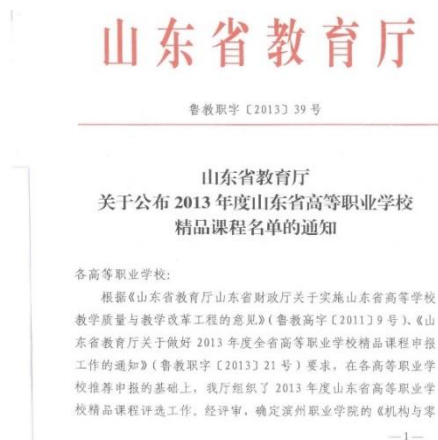 山东省教育厅
鲁教职字〔2013〕39号
山东省教育厅
关于公布2013年度山东省高等职业学校
精品课程名单的通知
各高等职业学校:
根据《山东省教育厅山东省财政厅关于实施山东省高等学校
教学质量与教学改革工程的意见》(鲁教高字〔2011〕9号)、《山
东省教育厅关于做好2013年度全省高等职业学校精品课程申报
工作的通知》(鲁教职字〔2013〕21号)要求，在各高等职业学
校推荐申报的基础上，我厅组织了2013年度山东省高等职业学
校精品课程评选工作。经评审，确定滨州职业学院的《机构与零
—1—